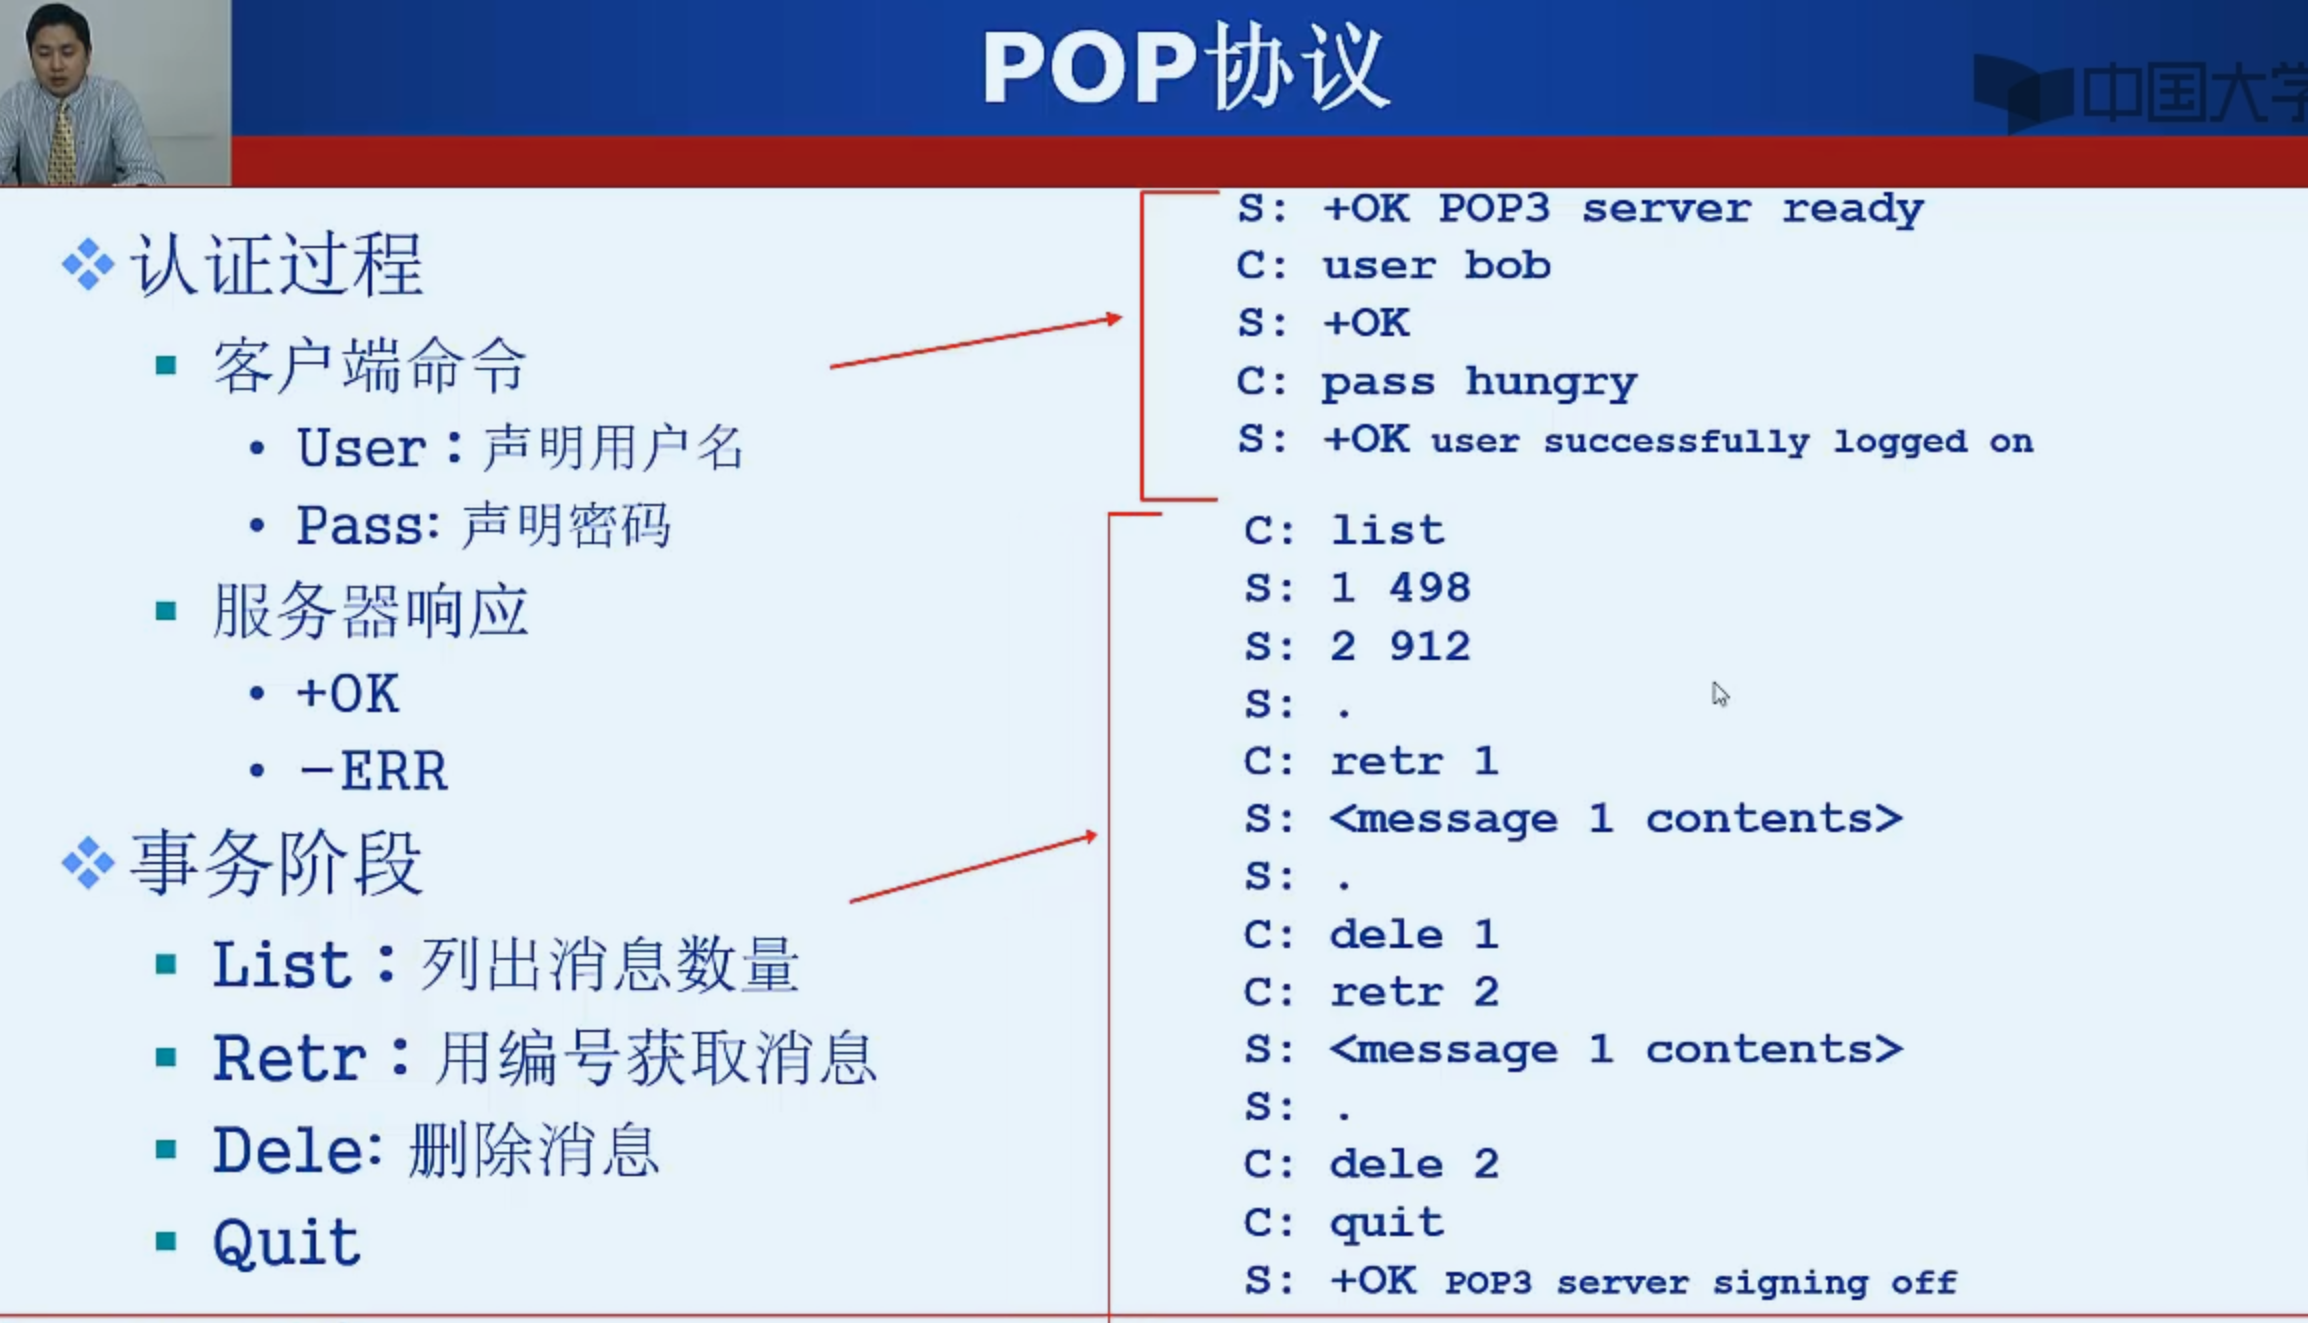 POP协议
中国大学
认证过程
客户端命令
User：声明用户名
Pass: 声明密码
服务器响应
+OK
-ERR
事务阶段
List：列出消息数量
Retr：用编号获取消息
Dele: 删除消息
Quit
S: +OK POP3 server ready
C: user bob
S: +OK
C: pass hungry
S: +OK user successfully logged on
C: list
S: 1 498
S: 2 912
S: .
C: retr 1
S: <message 1 contents>
S: .
C: dele 1
C: retr 2
S: <message 1 contents>
S: .
C: dele 2
C: quit
S: +OK POP3 server signing off